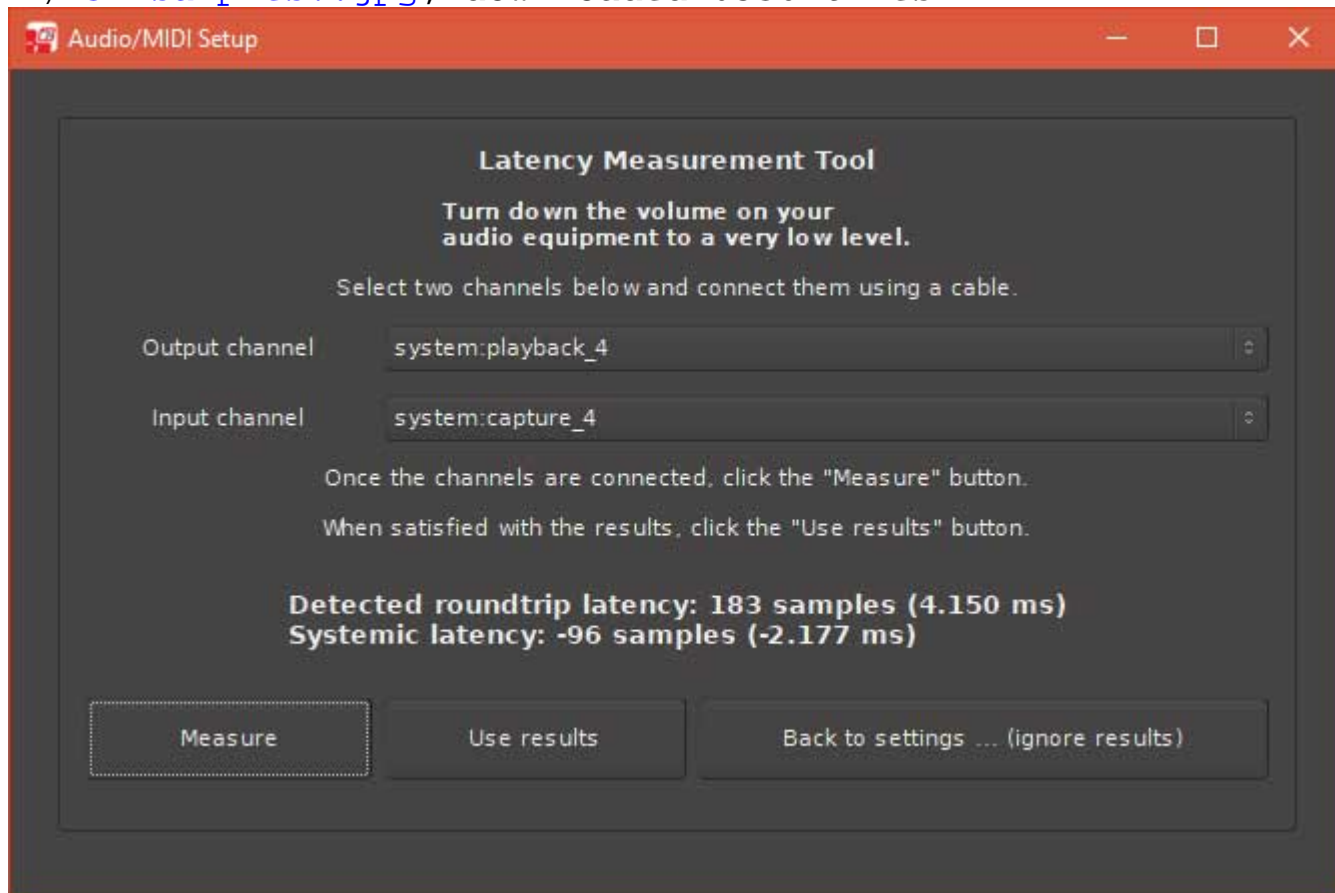 Audio/MIDI Setup
Latency Measurement Tool
Turn down the volume on your
audio equipment to a very low level.
Select two channels below and connect them using a cable.
Output channel
system:playback_4
Input channel
system:capture_4
Once the channels are connected, click the "Measure" button.
When satisfied with the results, click the "Use results" button.
Detected roundtrip latency: 183 samples (4.150 ms)
Systemic latency: -96 samples (-2.177 ms)
Measure
Use results
Back to settings ... (ignore results)